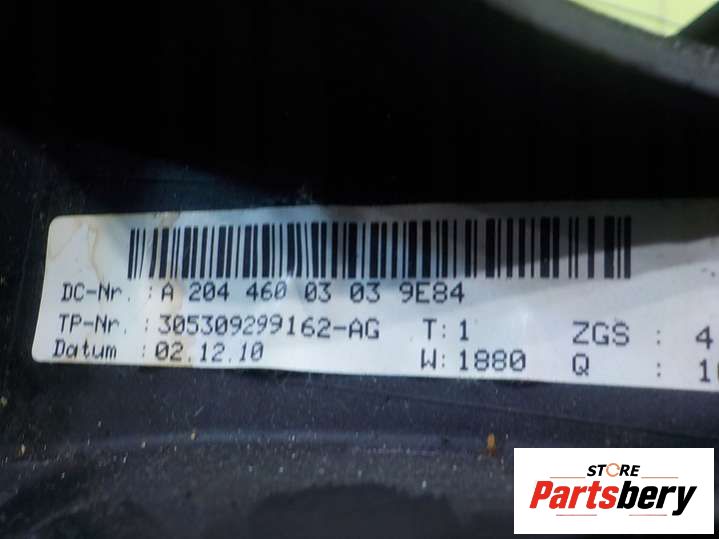 DC-Nr. : A 204 460 03 03 9E84
TP-Nr. : 305309299162-AG T: 1 ZGS : 4
Datum : 02.12.10 W: 1880 Q :
STORE
Partsbery